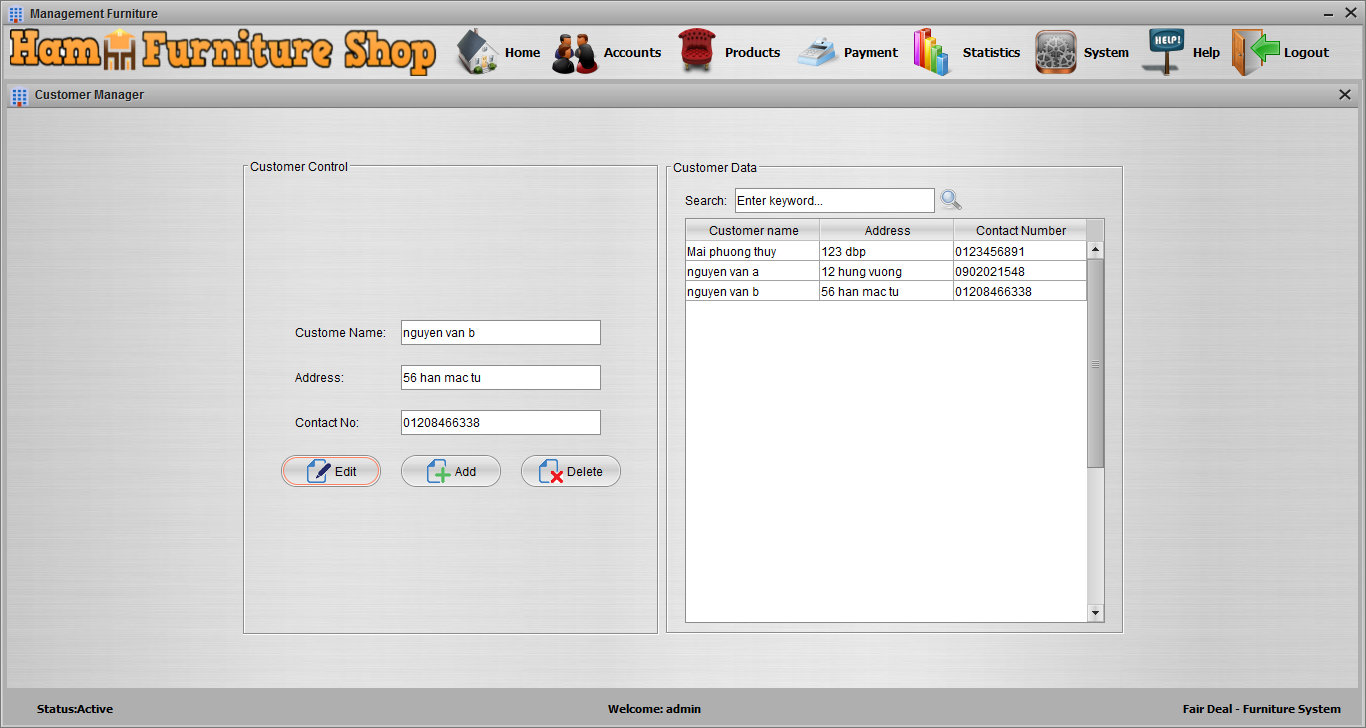 Management Furniture
Ham Furniture Shop
Home Accounts Products Payment Statistics System HELP! Help Logout
Customer Manager
Customer Control
Custome Name: nguyen van b
Address: 56 han mac tu
Contact No: 01208466338
Edit Add Delete
Customer Data
Search: Enter keyword...
Customer name Address Contact Number
Mai phuong thuy 123 dbp 0123456891
nguyen van a 12 hung vuong 0902021548
nguyen van b 56 han mac tu 01208466338
Status:Active Welcome: admin Fair Deal - Furniture System